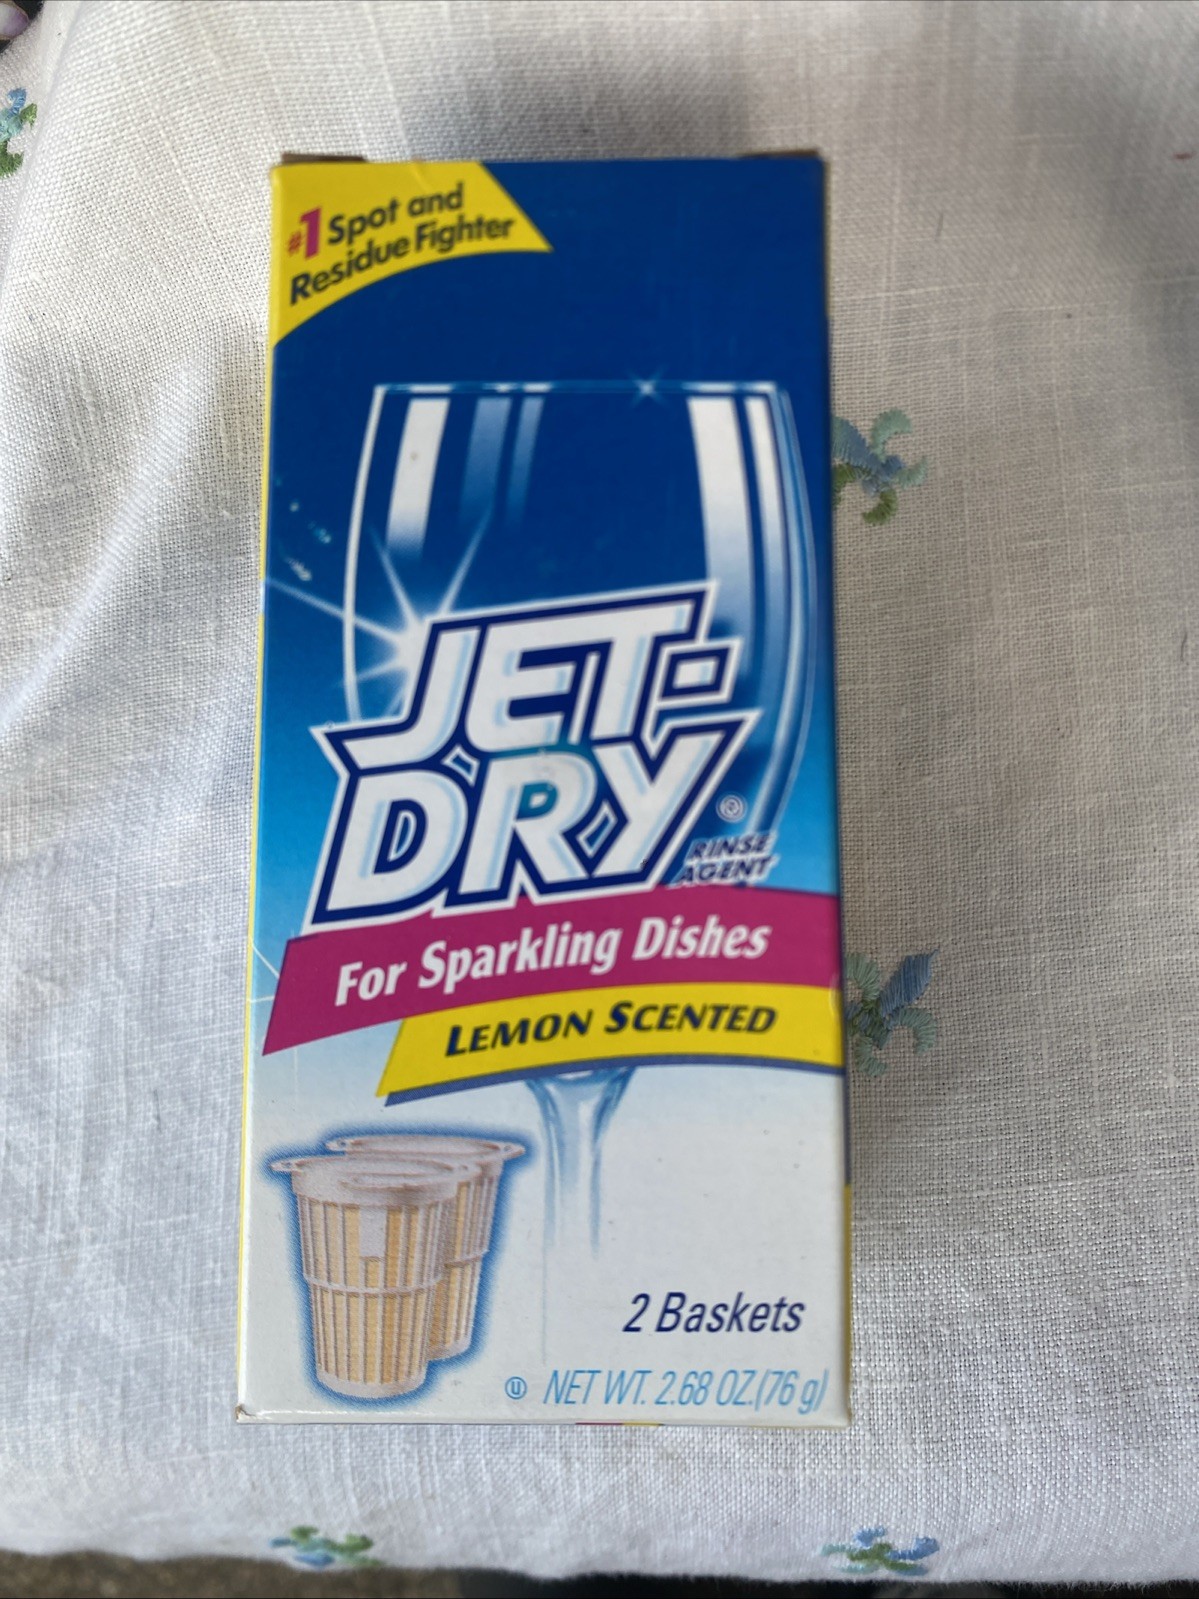 #1 Spot and
Residue Fighter
JET-
DRY®
RINSE
AGENT
For Sparkling Dishes
LEMON SCENTED
2 Baskets
Ⓤ NET WT. 2.68 OZ.(76 g)